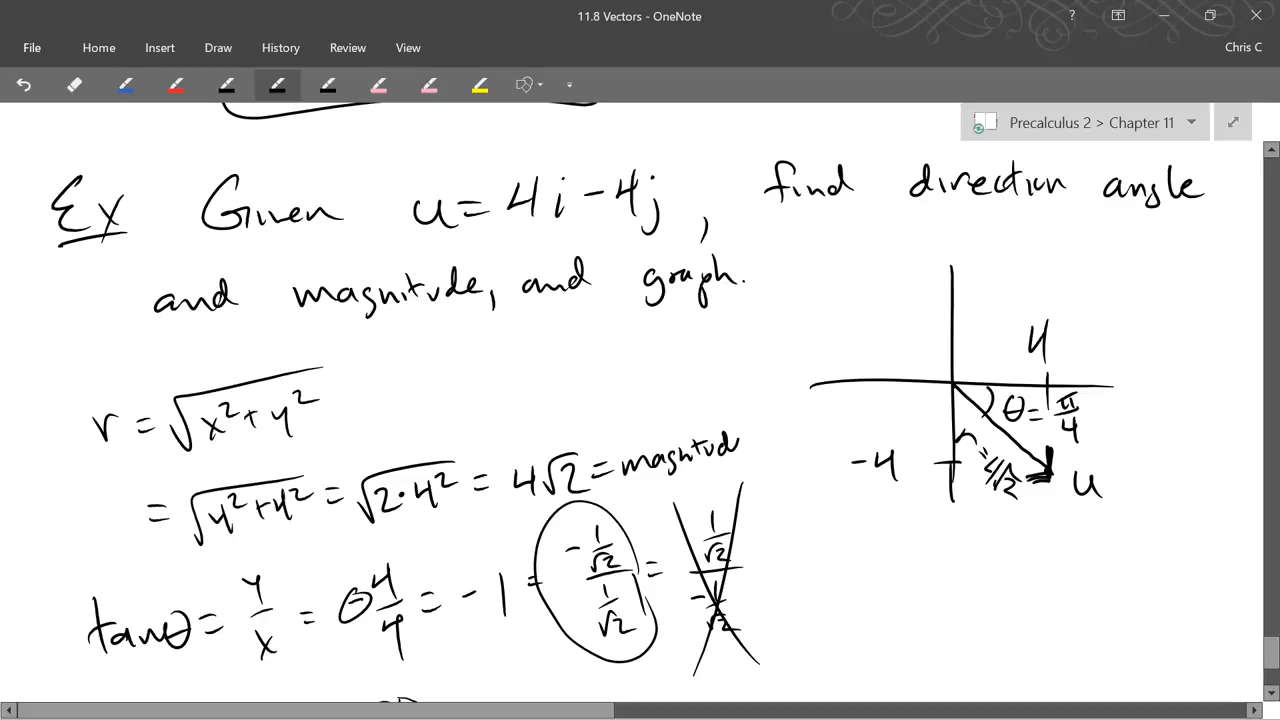 11.8 Vectors - OneNote
?
File Home Insert Draw History Review View
Chris C
Precalculus 2 > Chapter 11
Ex Given u = 4i - 4j, find direction angle
and magnitude, and graph.
r = √(x² + y²)
= √(4² + 4²) = √(2 • 4²) = 4√2 = magnitude
tanθ = y/x = -4/4 = -1 = (-1/√2)/(1/√2) = (1/√2)/(-1/√2)
4
θ = π/4
-4
r = 4√2
u